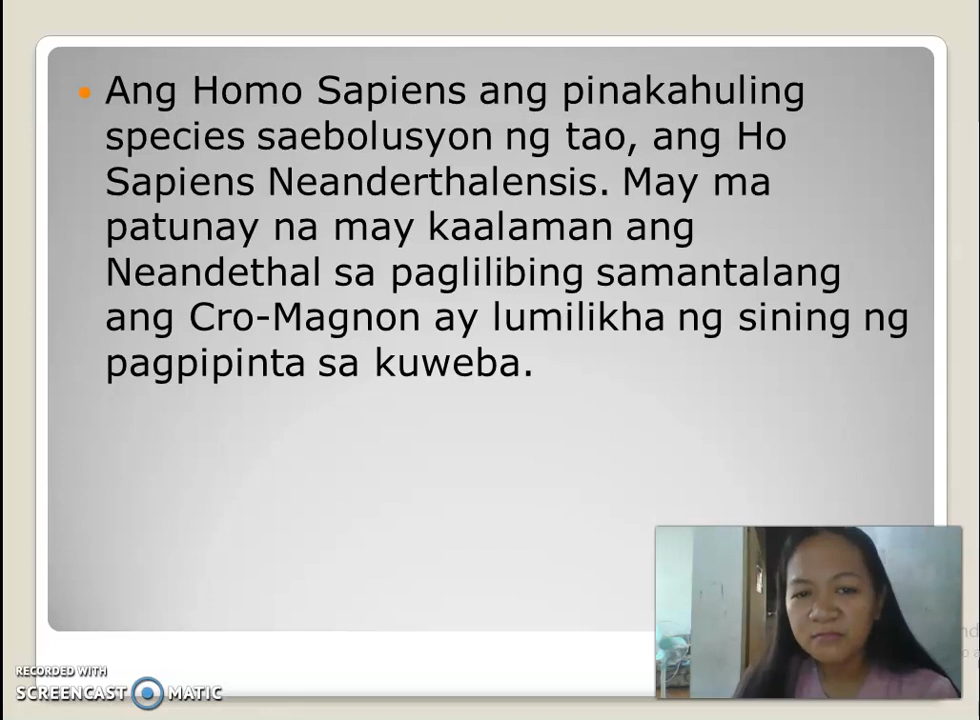 Ang Homo Sapiens ang pinakahuling
species saebolusyon ng tao, ang Ho
Sapiens Neanderthalensis. May ma
patunay na may kaalaman ang
Neandethal sa paglilibing samantalang
ang Cro-Magnon ay lumilikha ng sining ng
pagpipinta sa kuweba.
RECORDED WITH
SCREENCAST MATIC